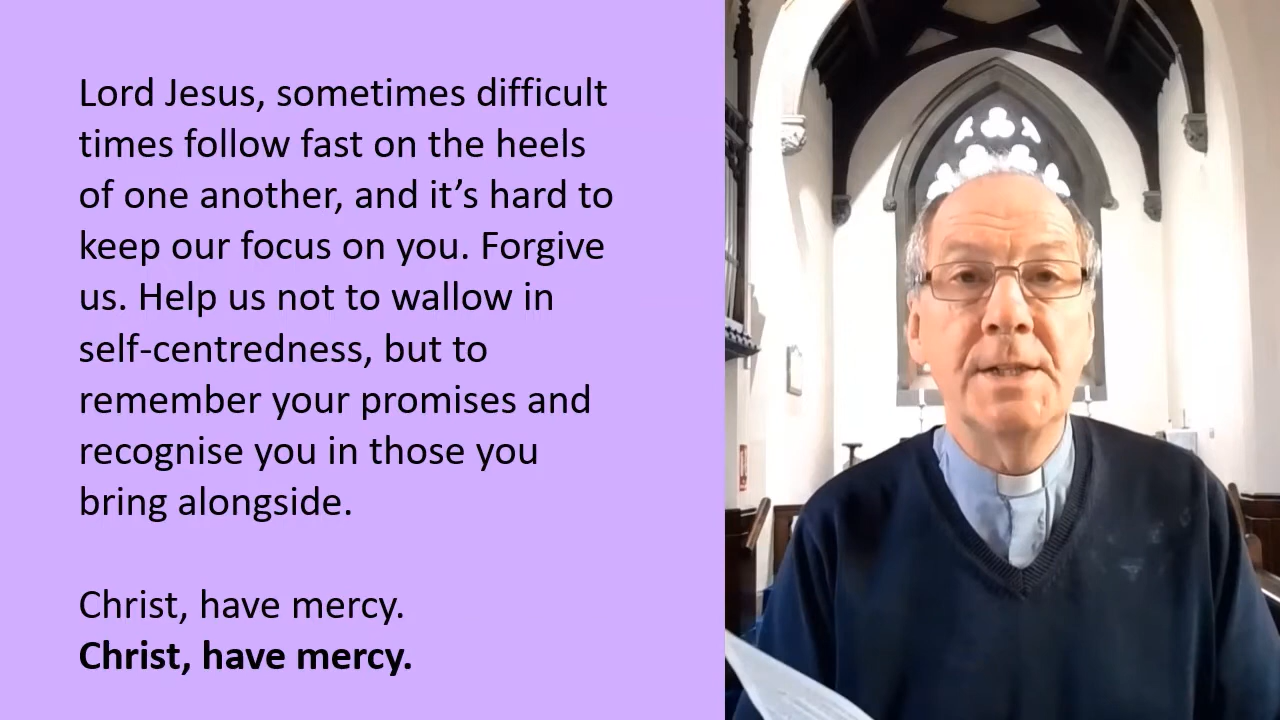 Lord Jesus, sometimes difficult
times follow fast on the heels
of one another, and it’s hard to
keep our focus on you. Forgive
us. Help us not to wallow in
self-centredness, but to
remember your promises and
recognise you in those you
bring alongside.
Christ, have mercy.
Christ, have mercy.